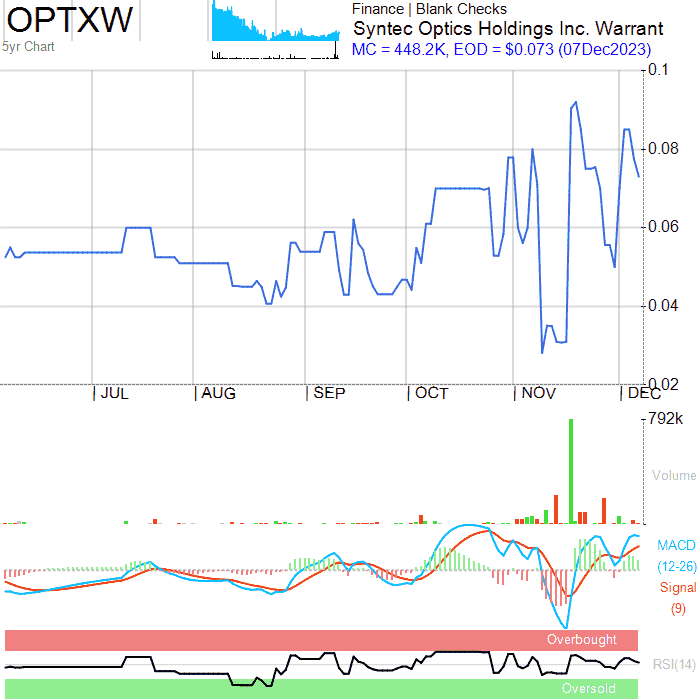 OPTXW
5yr Chart
Finance | Blank Checks
Syntec Optics Holdings Inc. Warrant
MC = 448.2K, EOD = $0.073 (07Dec2023)
0.1
0.08
0.06
0.04
0.02
JUL AUG SEP OCT NOV DEC
792k
Volume
MACD
(12-26)
Signal
(9)
Overbought
RSI(14)
Oversold